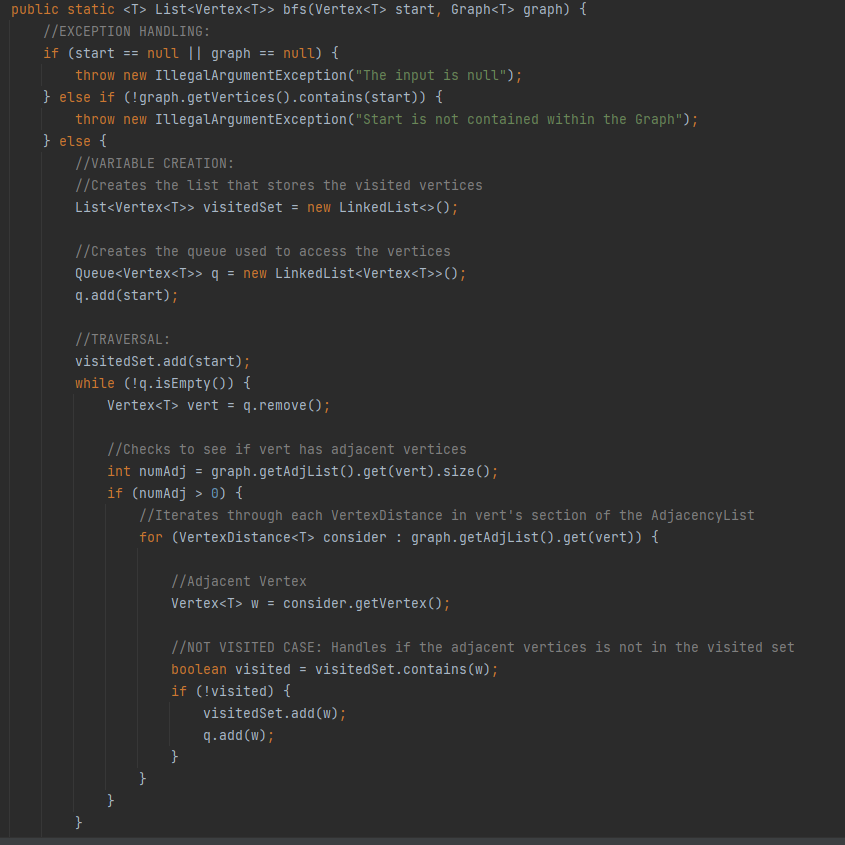 public static <T> List<Vertex<T>> bfs(Vertex<T> start, Graph<T> graph) {
//EXCEPTION HANDLING:
if (start == null || graph == null) {
throw new IllegalArgumentException("The input is null");
} else if (!graph.getVertices().contains(start)) {
throw new IllegalArgumentException("Start is not contained within the Graph");
} else {
//VARIABLE CREATION:
//Creates the list that stores the visited vertices
List<Vertex<T>> visitedSet = new LinkedList<>();
//Creates the queue used to access the vertices
Queue<Vertex<T>> q = new LinkedList<Vertex<T>>();
q.add(start);
//TRAVERSAL:
visitedSet.add(start);
while (!q.isEmpty()) {
Vertex<T> vert = q.remove();
//Checks to see if vert has adjacent vertices
int numAdj = graph.getAdjList().get(vert).size();
if (numAdj > 0) {
//Iterates through each VertexDistance in vert's section of the AdjacencyList
for (VertexDistance<T> consider : graph.getAdjList().get(vert)) {
//Adjacent Vertex
Vertex<T> w = consider.getVertex();
//NOT VISITED CASE: Handles if the adjacent vertices is not in the visited set
boolean visited = visitedSet.contains(w);
if (!visited) {
visitedSet.add(w);
q.add(w);
}
}
}
}